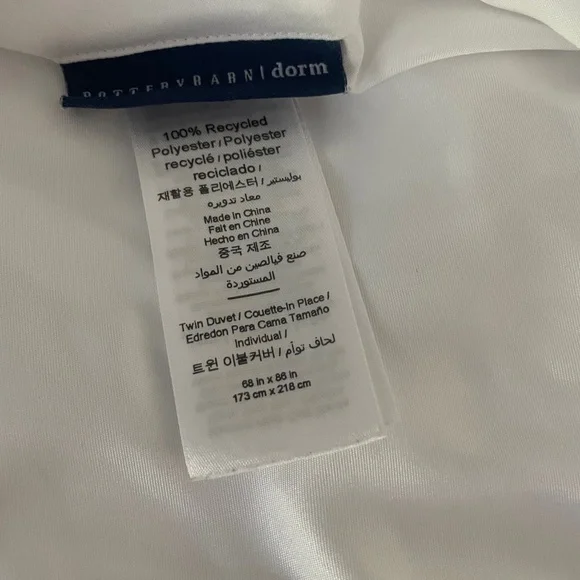 POTTERYBARN | dorm
100% Recycled
Polyester / Polyester
recyclé / poliéster
reciclado /
재활용 폴리에스터 / بوليستير
معاد تدويره
Made in China
Fait en Chine
Hecho en China
중국 제조
صنع فيالصين من المواد
المستوردة
Twin Duvet / Couette-in Place /
Edredon Para Cama Tamaño
Individual /
트윈 이불커버 / لحاف توأم
68 in x 86 in
173 cm x 218 cm